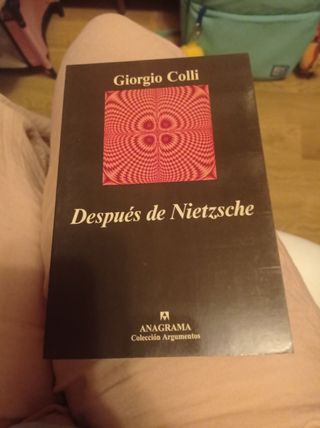 Giorgio Colli
Después de Nietzsche
ANAGRAMA
Colección Argumentos